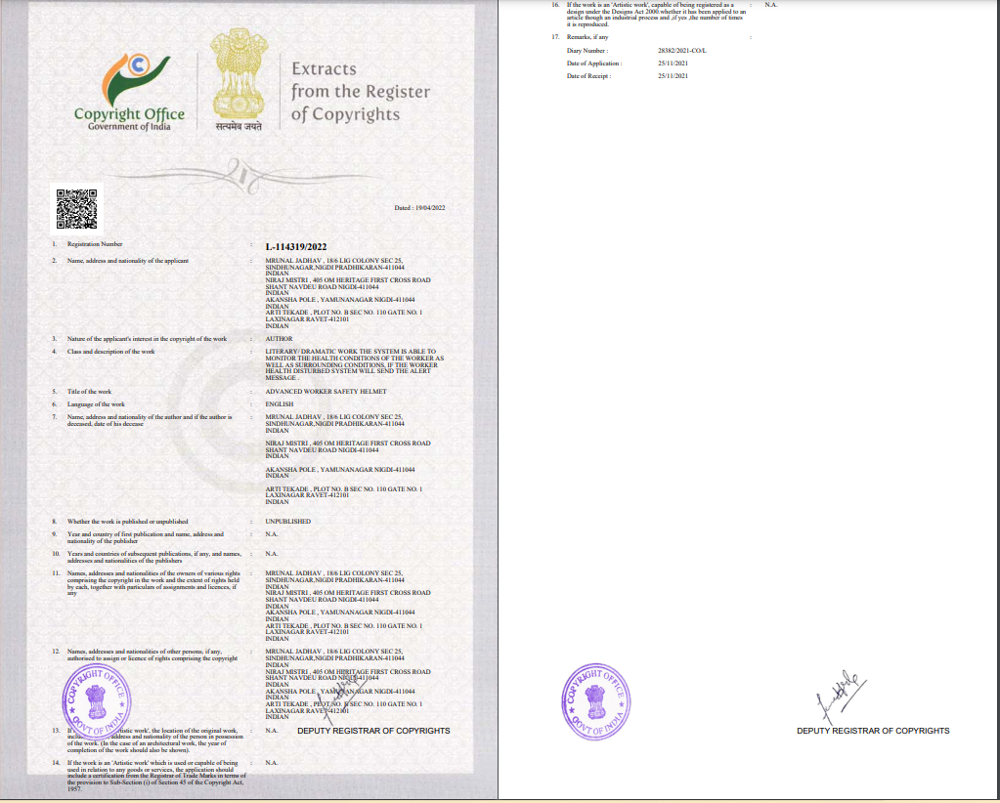 Copyright Office
Government of India
सत्यमेव जयते
Extracts
from the Register
of Copyrights
Dated : 19/04/2022
1. Registration Number : L-114319/2022
2. Name, address and nationality of the applicant : MRUNAL JADHAV , 18/6 LIG COLONY SEC 25,
SINDHUNAGAR,NIGDI PRADHIKARAN-411044
INDIAN
NIRAJ MISTRI , 405 OM HERITAGE FIRST CROSS ROAD
SHANT NAVDEU ROAD NIGDI-411044
INDIAN
AKANSHA POLE , YAMUNANAGAR NIGDI-411044
INDIAN
ARTI TEKADE , PLOT NO. B SEC NO. 110 GATE NO. 1
LAXINAGAR RAVET-412101
INDIAN
3. Nature of the applicant's interest in the copyright of the work : AUTHOR
4. Class and description of the work : LITERARY/ DRAMATIC WORK THE SYSTEM IS ABLE TO
MONITOR THE HEALTH CONDITIONS OF THE WORKER AS
WELL AS SURROUNDING CONDITIONS, IF THE WORKER
HEALTH DISTURBED SYSTEM WILL SEND THE ALERT
MESSAGE .
5. Title of the work : ADVANCED WORKER SAFETY HELMET
6. Language of the work : ENGLISH
7. Name, address and nationality of the author and if the author is
deceased, date of his decease
: MRUNAL JADHAV , 18/6 LIG COLONY SEC 25,
SINDHUNAGAR,NIGDI PRADHIKARAN-411044
INDIAN
NIRAJ MISTRI , 405 OM HERITAGE FIRST CROSS ROAD
SHANT NAVDEU ROAD NIGDI-411044
INDIAN
AKANSHA POLE , YAMUNANAGAR NIGDI-411044
INDIAN
ARTI TEKADE , PLOT NO. B SEC NO. 110 GATE NO. 1
LAXINAGAR RAVET-412101
INDIAN
8. Whether the work is published or unpublished : UNPUBLISHED
9. Year and country of first publication and name, address and
nationality of the publisher
: N.A.
10. Years and countries of subsequent publications, if any, and names,
addresses and nationalities of the publishers
: N.A.
11. Names, addresses and nationalities of the owners of various rights
comprising the copyright in the work and the extent of rights held
by each, together with particulars of assignments and licences, if
any
: MRUNAL JADHAV , 18/6 LIG COLONY SEC 25,
SINDHUNAGAR,NIGDI PRADHIKARAN-411044
INDIAN
NIRAJ MISTRI , 405 OM HERITAGE FIRST CROSS ROAD
SHANT NAVDEU ROAD NIGDI-411044
INDIAN
AKANSHA POLE , YAMUNANAGAR NIGDI-411044
INDIAN
ARTI TEKADE , PLOT NO. B SEC NO. 110 GATE NO. 1
LAXINAGAR RAVET-412101
INDIAN
12. Names, addresses and nationalities of other persons, if any,
authorised to assign or licence of rights comprising the copyright
: MRUNAL JADHAV , 18/6 LIG COLONY SEC 25,
SINDHUNAGAR,NIGDI PRADHIKARAN-411044
INDIAN
NIRAJ MISTRI , 405 OM HERITAGE FIRST CROSS ROAD
SHANT NAVDEU ROAD NIGDI-411044
INDIAN
AKANSHA POLE , YAMUNANAGAR NIGDI-411044
INDIAN
ARTI TEKADE , PLOT NO. B SEC NO. 110 GATE NO. 1
LAXINAGAR RAVET-412101
INDIAN
COPYRIGHT OFFICE
GOVT OF INDIA
DEPUTY REGISTRAR OF COPYRIGHTS
13. If 'Artistic work', the location of the original work,
address and nationality of the person in possession
of the work. (In the case of an architectural work, the year of
completion of the work should also be shown).
: N.A.
14. If the work is an 'Artistic work' which is used or capable of being
used in relation to any goods or services, the application should
include a certification from the Registrar of Trade Marks in terms of
the provision to Sub-Section (i) of Section 45 of the Copyright Act,
1957.
: N.A.
16. If the work is an 'Artistic work', capable of being registered as a
design under the Designs Act 2000.whether it has been applied to an
article though an industrial process and ,if yes ,the number of times
it is reproduced.
: N.A.
17. Remarks, if any :
Diary Number : 28382/2021-CO/L
Date of Application : 25/11/2021
Date of Receipt : 25/11/2021
COPYRIGHT OFFICE
GOVT OF INDIA
DEPUTY REGISTRAR OF COPYRIGHTS